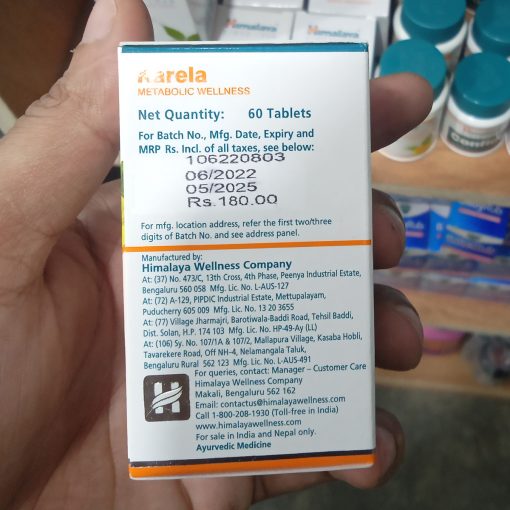 Himalaya
Himalaya
Karela
METABOLIC WELLNESS
Net Quantity: 60 Tablets
For Batch No., Mfg. Date, Expiry and
MRP Rs. Incl. of all taxes, see below:
106220803
06/2022
05/2025
Rs.180.00
For mfg. location address, refer the first two/three
digits of Batch No. and see address panel.
Manufactured by:
Himalaya Wellness Company
At: (37) No. 473/C, 13th Cross, 4th Phase, Peenya Industrial Estate,
Bengaluru 560 058 Mfg. Lic. No. L-AUS-127
At: (72) A-129, PIPDIC Industrial Estate, Mettupalayam,
Puducherry 605 009 Mfg. Lic. No. 13 20 3655
At: (77) Village Jharmajri, Barotiwala-Baddi Road, Tehsil Baddi,
Dist. Solan, H.P. 174 103 Mfg. Lic. No. HP-49-Ay (LL)
At: (106) Sy. No. 107/1A & 107/2, Mallapura Village, Kasaba Hobli,
Tavarekere Road, Off NH-4, Nelamangala Taluk,
Bengaluru Rural 562 123 Mfg. Lic. No. L-AUS-491
For queries, contact: Manager – Customer Care
Himalaya Wellness Company
Makali, Bengaluru 562 162
Email: contactus@himalayawellness.com
Call 1-800-208-1930 (Toll-free in India)
www.himalayawellness.com
For sale in India and Nepal only.
Ayurvedic Medicine